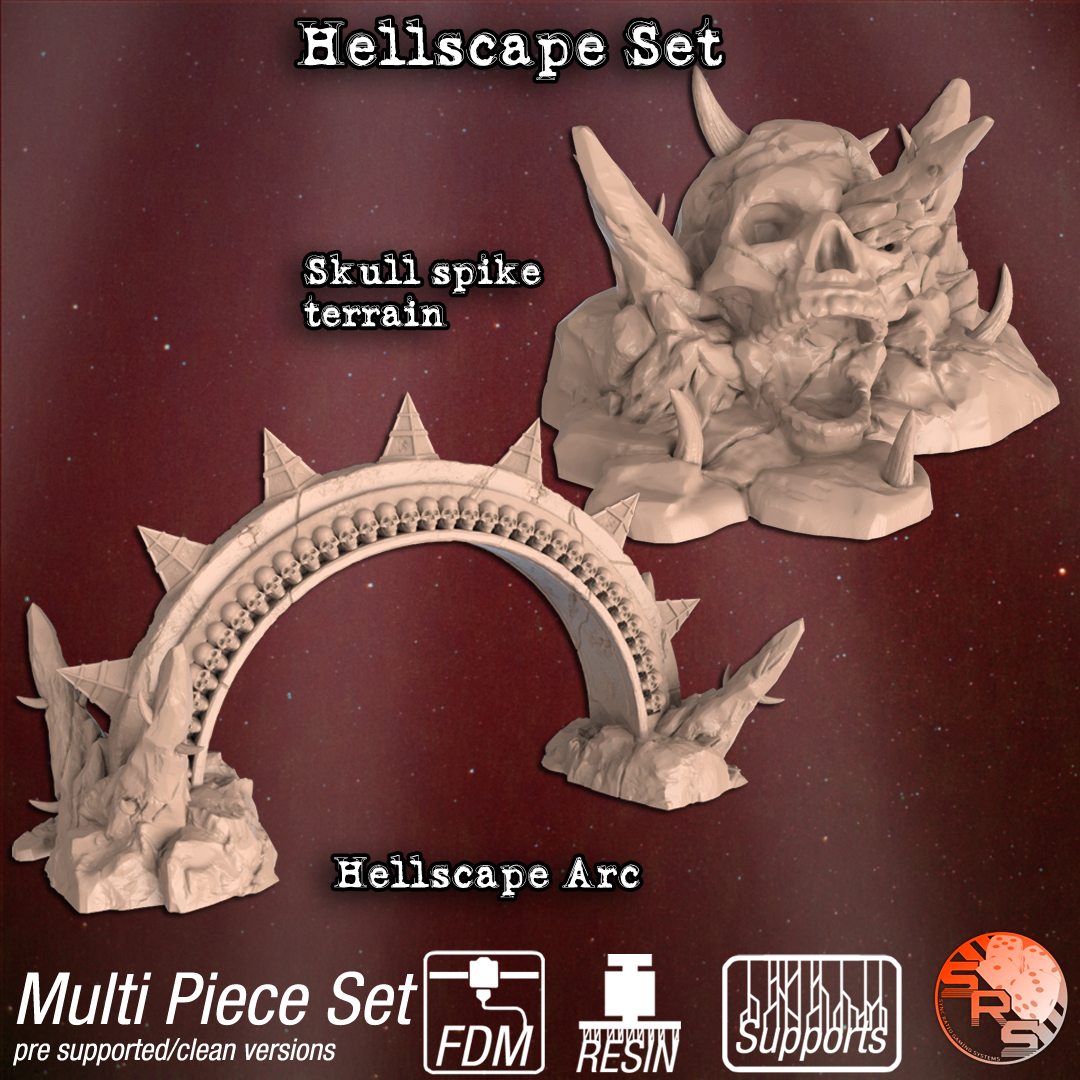 Hellscape Set
Skull spike
terrain
Hellscape Arc
Multi Piece Set
pre supported/clean versions
FDM
RESIN
Supports
SRS